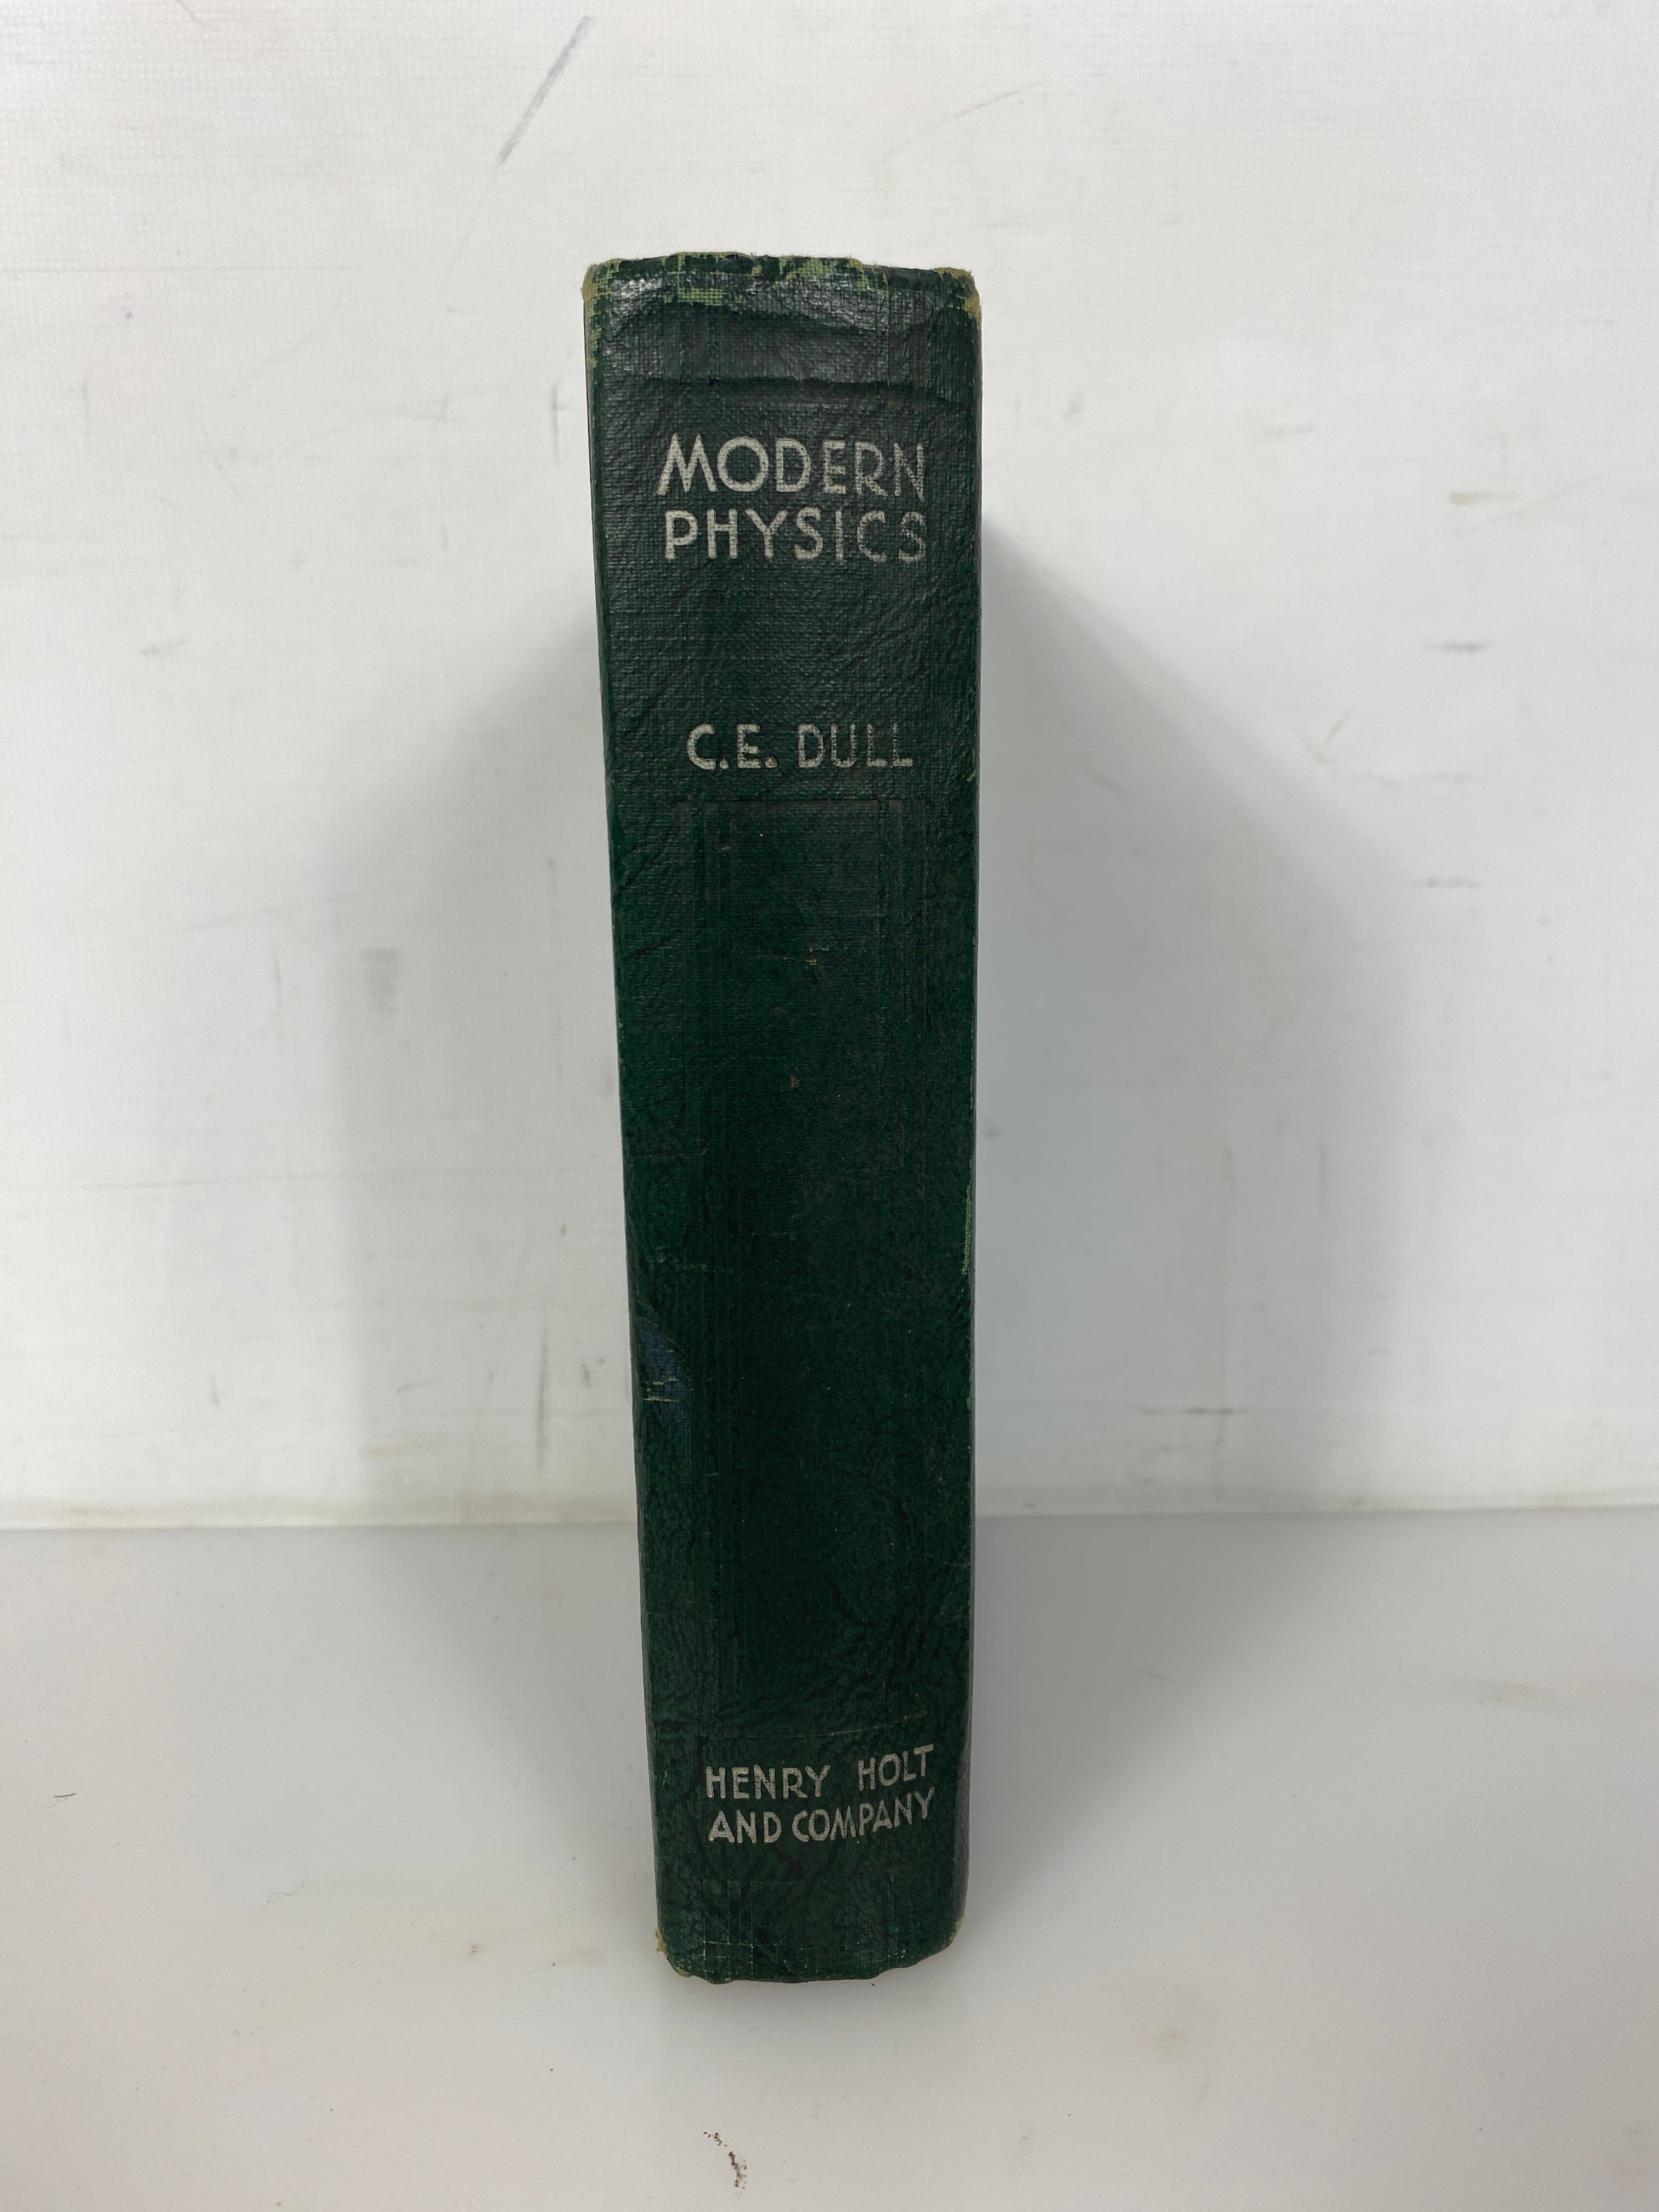 MODERN
PHYSICS
C.E. DULL
HENRY HOLT
AND COMPANY